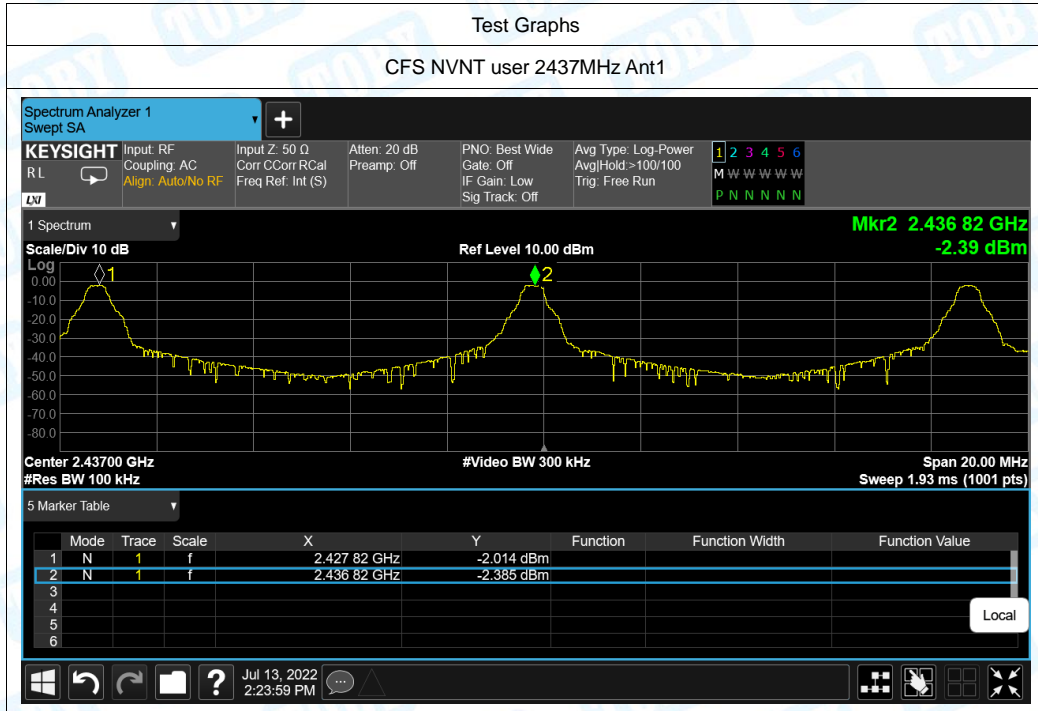 Test Graphs
CFS NVNT user 2437MHz Ant1
Spectrum Analyzer 1
Swept SA
KEYSIGHT Input: RF Input Z: 50 Ω Atten: 20 dB PNO: Best Wide Avg Type: Log-Power 1 2 3 4 5 6
R L Coupling: AC Corr CCorr RCal Preamp: Off Gate: Off Avg|Hold:>100/100 M W W W W W
Align: Auto/No RF Freq Ref: Int (S) IF Gain: Low Trig: Free Run
LXI Sig Track: Off P N N N N N
1 Spectrum Mkr2 2.436 82 GHz
Scale/Div 10 dB Ref Level 10.00 dBm -2.39 dBm
Log
1 2
0.00
-10.0
-20.0
-30.0
-40.0
-50.0
-60.0
-70.0
-80.0
Center 2.43700 GHz #Video BW 300 kHz Span 20.00 MHz
#Res BW 100 kHz Sweep 1.93 ms (1001 pts)
5 Marker Table
Mode Trace Scale X Y Function Function Width Function Value
1 N 1 f 2.427 82 GHz -2.014 dBm
2 N 1 f 2.436 82 GHz -2.385 dBm
3
4
5
6
Local
? Jul 13, 2022
2:23:59 PM
TOBY